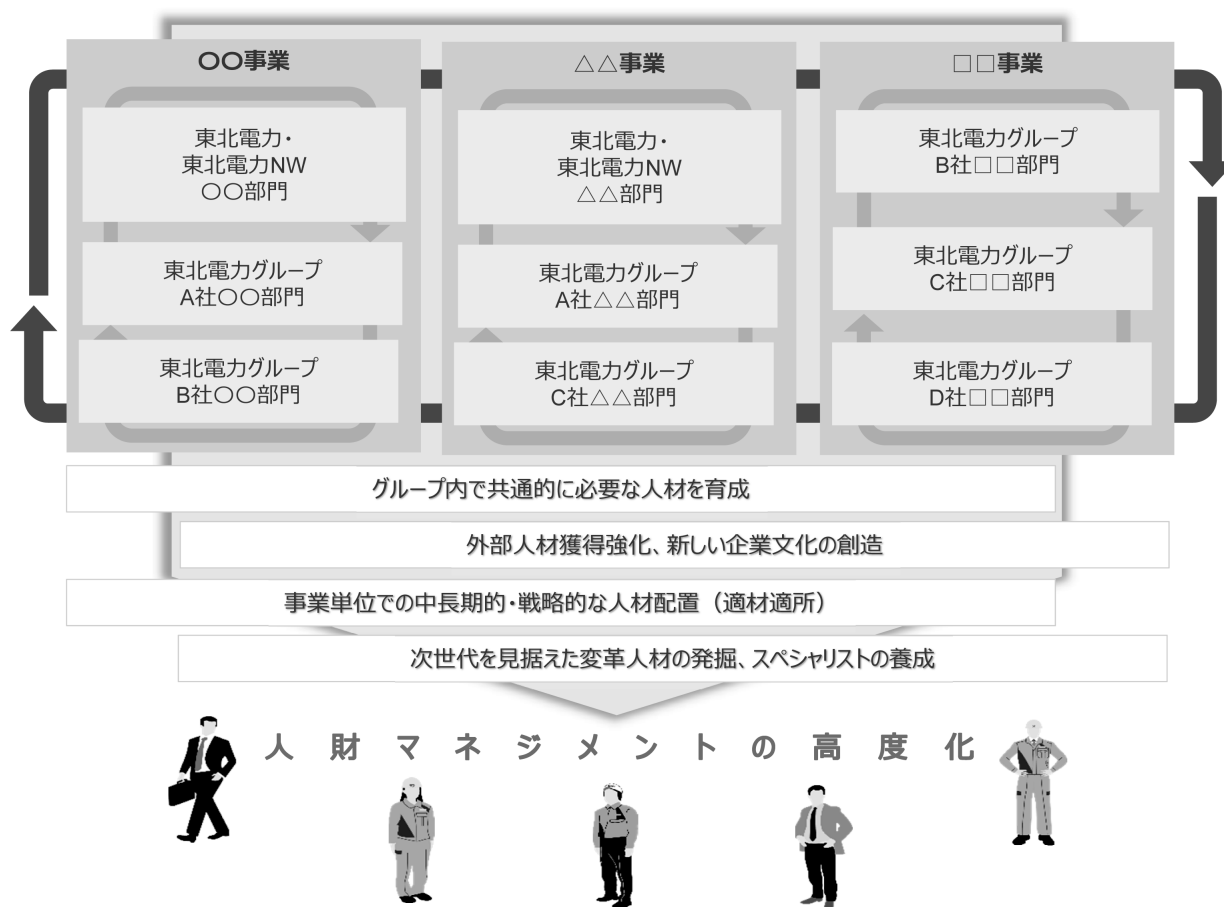 〇〇事業
東北電力・
東北電力NW
〇〇部門
東北電力グループ
A社〇〇部門
東北電力グループ
B社〇〇部門
△△事業
東北電力・
東北電力NW
△△部門
東北電力グループ
A社△△部門
東北電力グループ
C社△△部門
□□事業
東北電力グループ
B社□□部門
東北電力グループ
C社□□部門
東北電力グループ
D社□□部門
グループ内で共通的に必要な人材を育成
外部人材獲得強化、新しい企業文化の創造
事業単位での中長期的・戦略的な人材配置（適材適所）
次世代を見据えた変革人材の発掘、スペシャリストの養成
人財マネジメントの高度化